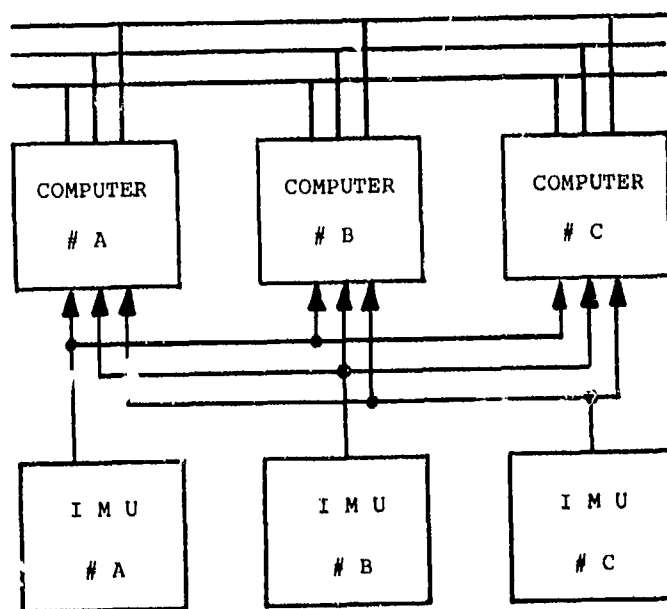 COMPUTER
# A
COMPUTER
# B
COMPUTER
# C
I M U
# A
I M U
# B
I M U
# C